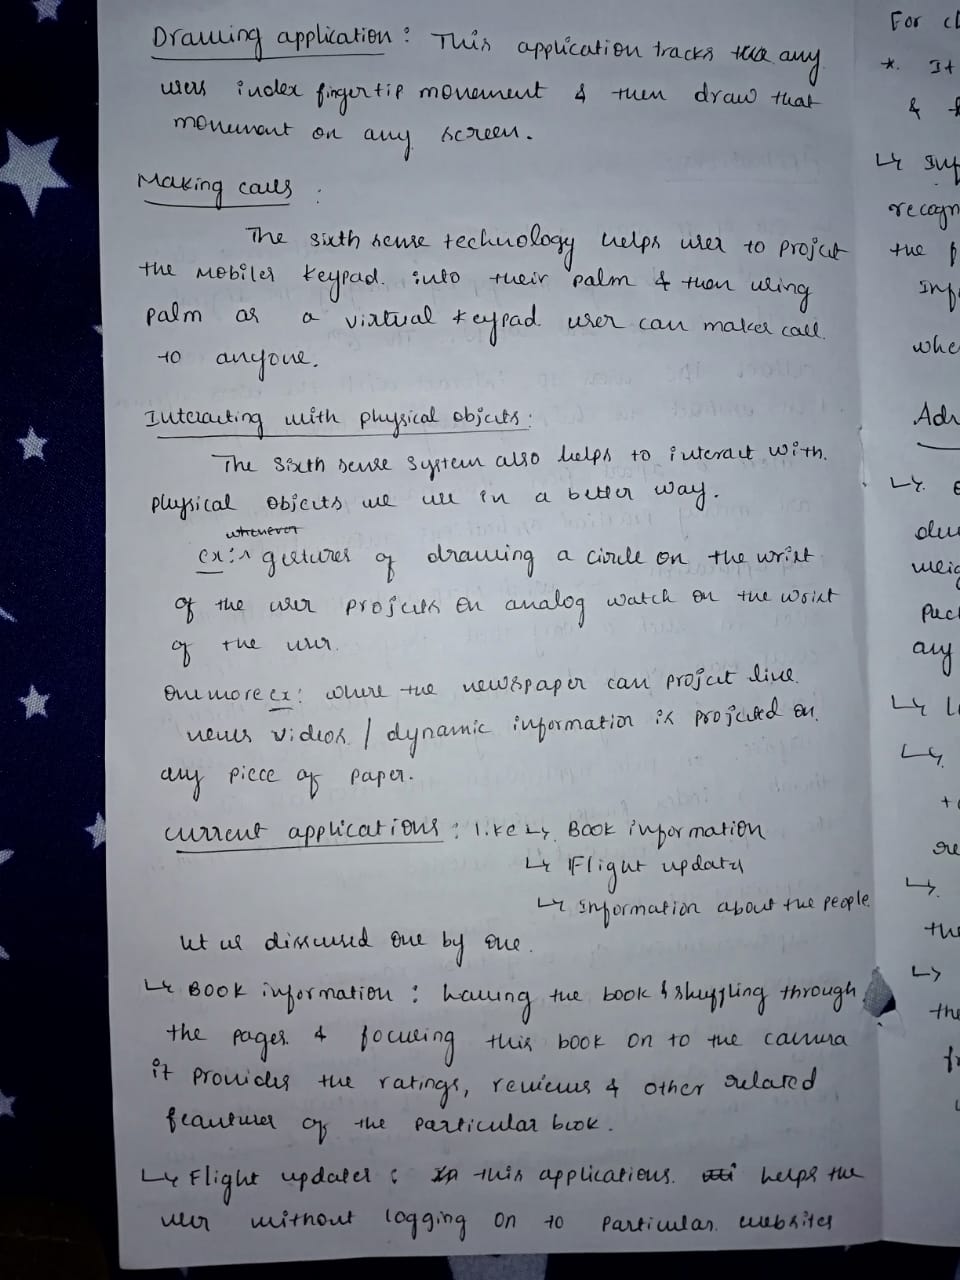 Drawing application : This application tracks the any
users index fingertip movement & then draw that
movement on any screen.
Making calls :
The sixth sense technology helps user to project
the mobiles keypad. into their palm & then using
palm as a virtual keypad user can makes call
to anyone.
Interacting with physical objects :
The sixth sense system also helps to interact with.
physical objects we use in a better way.
whenever
ex:^ gestures of drawing a circle on the wrist
of the user projects on analog watch on the wrist
of the user.
One more ex: where the newspaper can project live
news videos / dynamic information is projected on.
any piece of paper.
current applications : like ↳ Book information
↳ Flight updates
↳ Information about the people
let us discussed one by one.
↳ Book information : having the book & shuffling through
the pages & focusing this book on to the camera
it provides the ratings, reviews & other related
features of the particular book.
↳ Flight updates : In this applications. helps the
user without logging on to particular websites
For
*. It
&
↳
recogn
the
Inf
whe
Adv
↳
weig
Pack
any
↳
↳
↳
the
↳
the